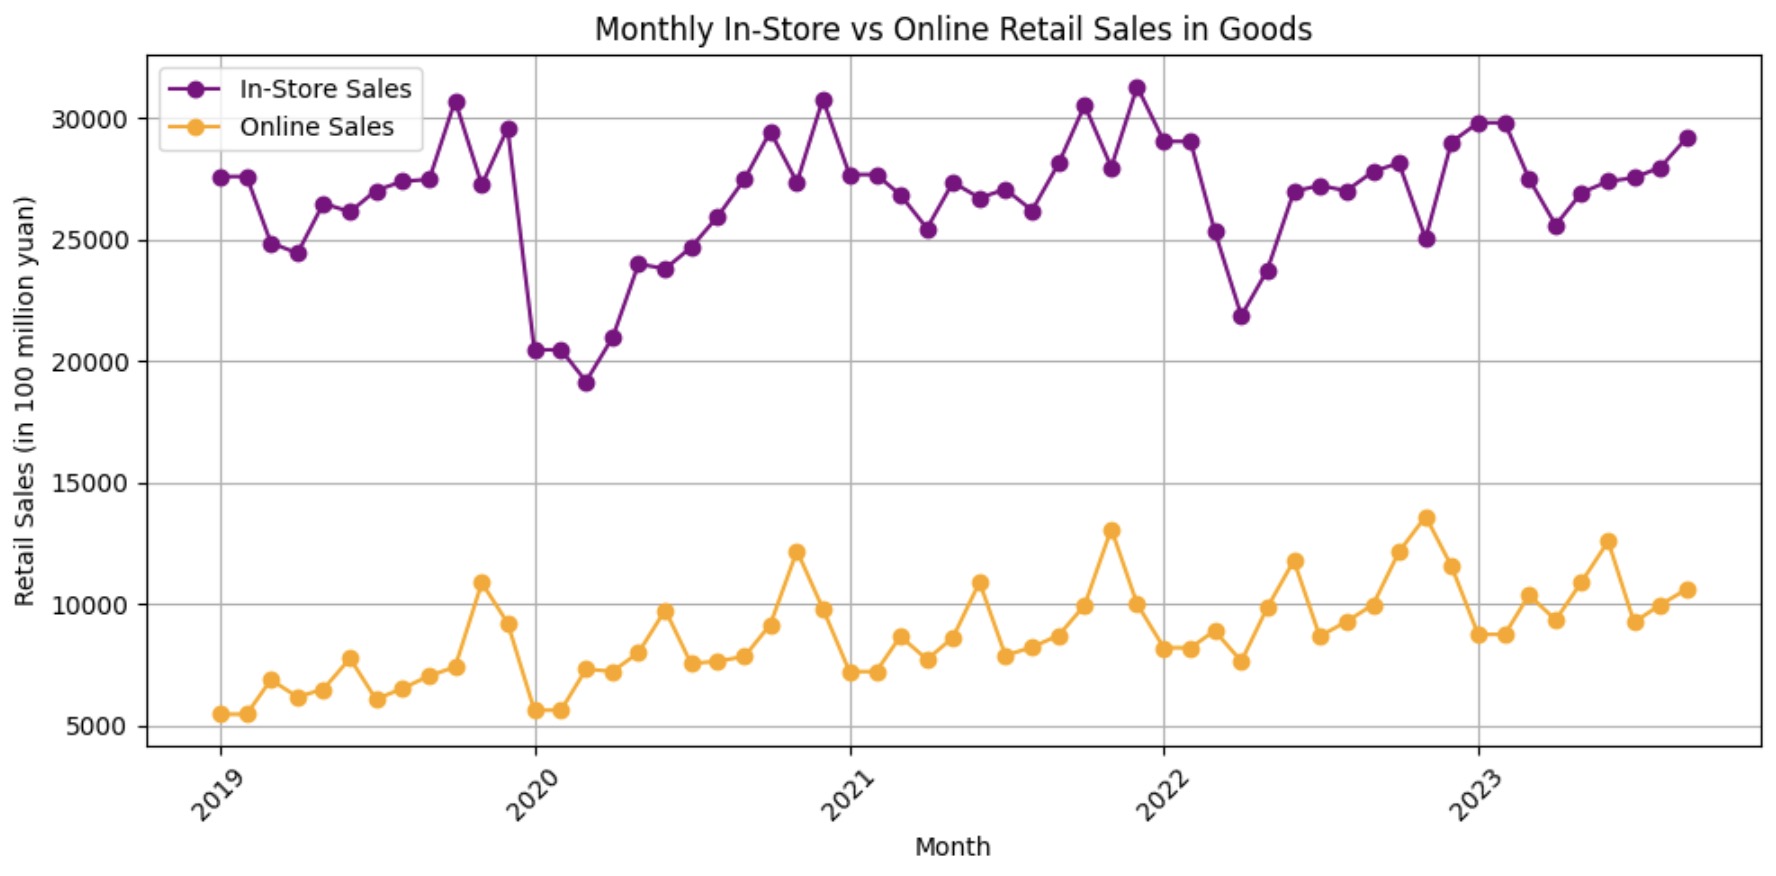 Monthly In-Store vs Online Retail Sales in Goods
In-Store Sales
Online Sales
Retail Sales (in 100 million yuan)
30000
25000
20000
15000
10000
5000
2019
2020
2021
2022
2023
Month